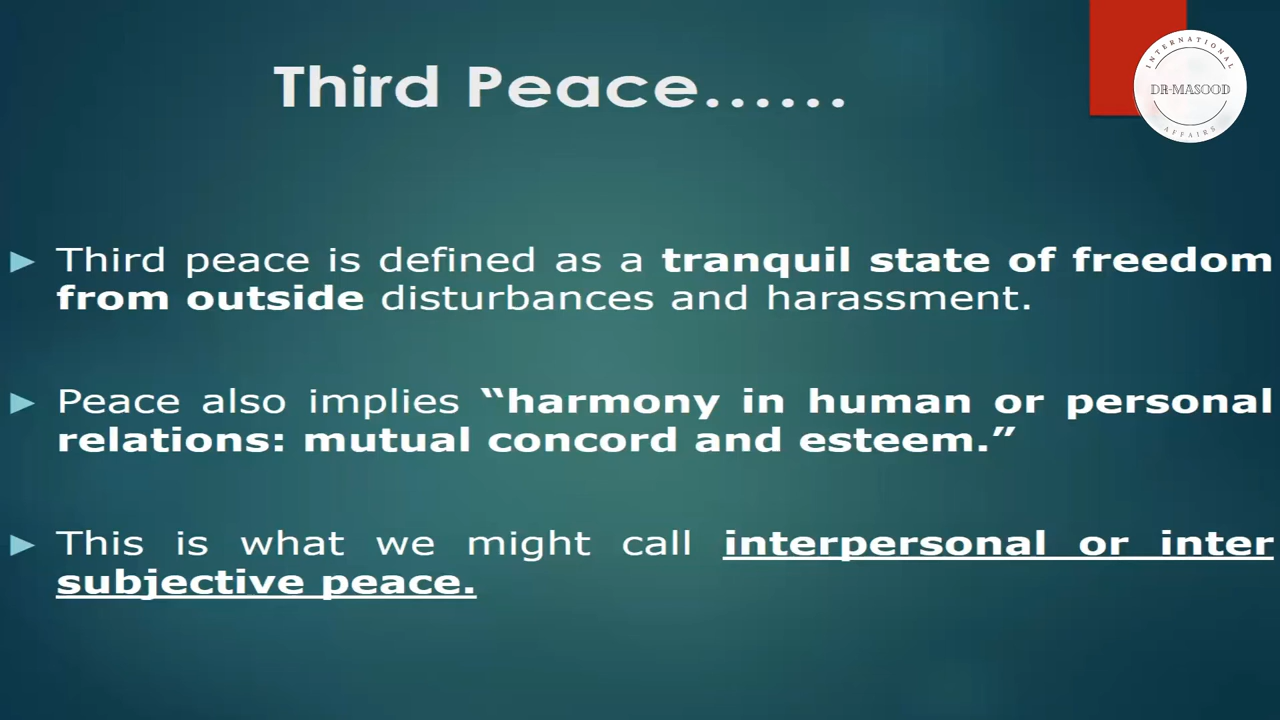 Third Peace......
INTERNATIONAL
DR-MASOOD
AFFAIRS
Third peace is defined as a tranquil state of freedom
from outside disturbances and harassment.
Peace also implies “harmony in human or personal
relations: mutual concord and esteem.”
This is what we might call interpersonal or inter
subjective peace.